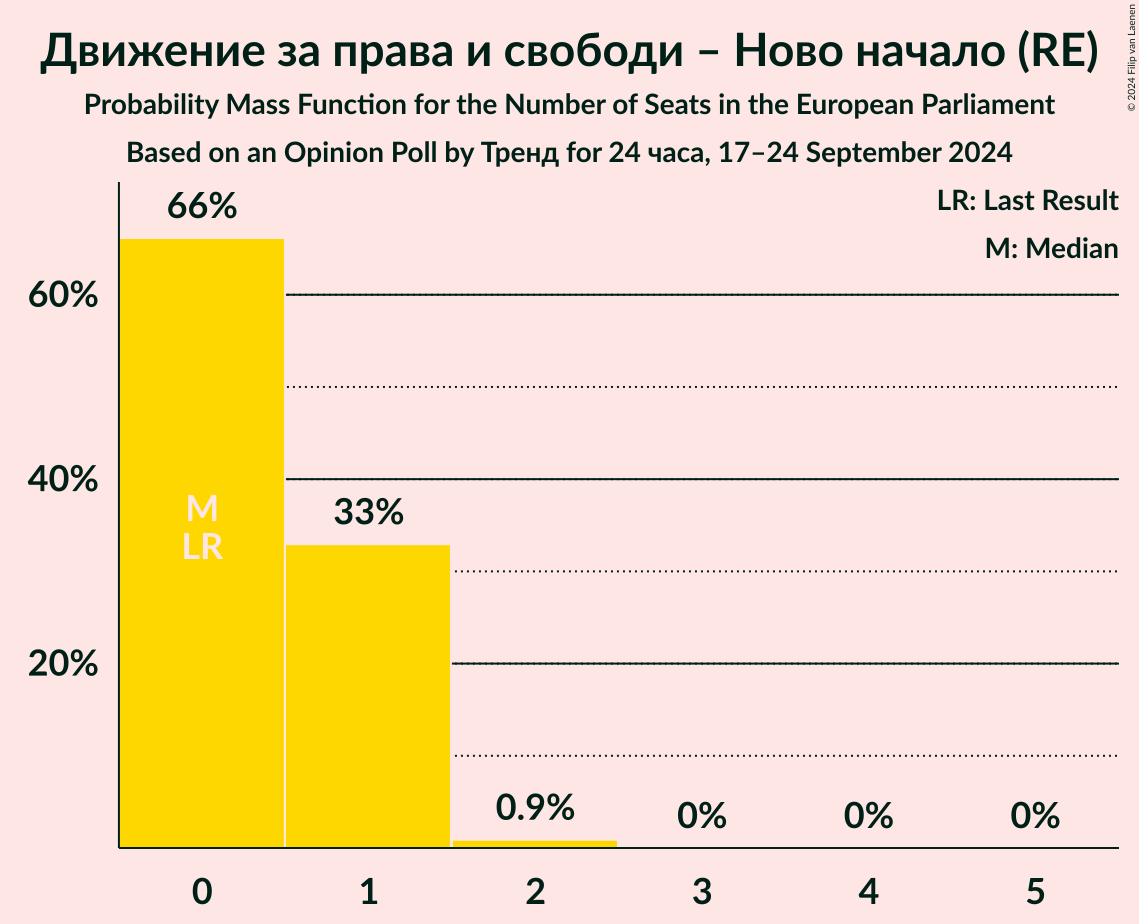 Движение за права и свободи – Ново начало (RE)
Probability Mass Function for the Number of Seats in the European Parliament
Based on an Opinion Poll by Тренд for 24 часа, 17–24 September 2024
© 2024 Filip van Laenen
LR: Last Result
M: Median
66%
60%
40%
20%
M
LR
33%
0.9%
0%
0%
0%
0
1
2
3
4
5